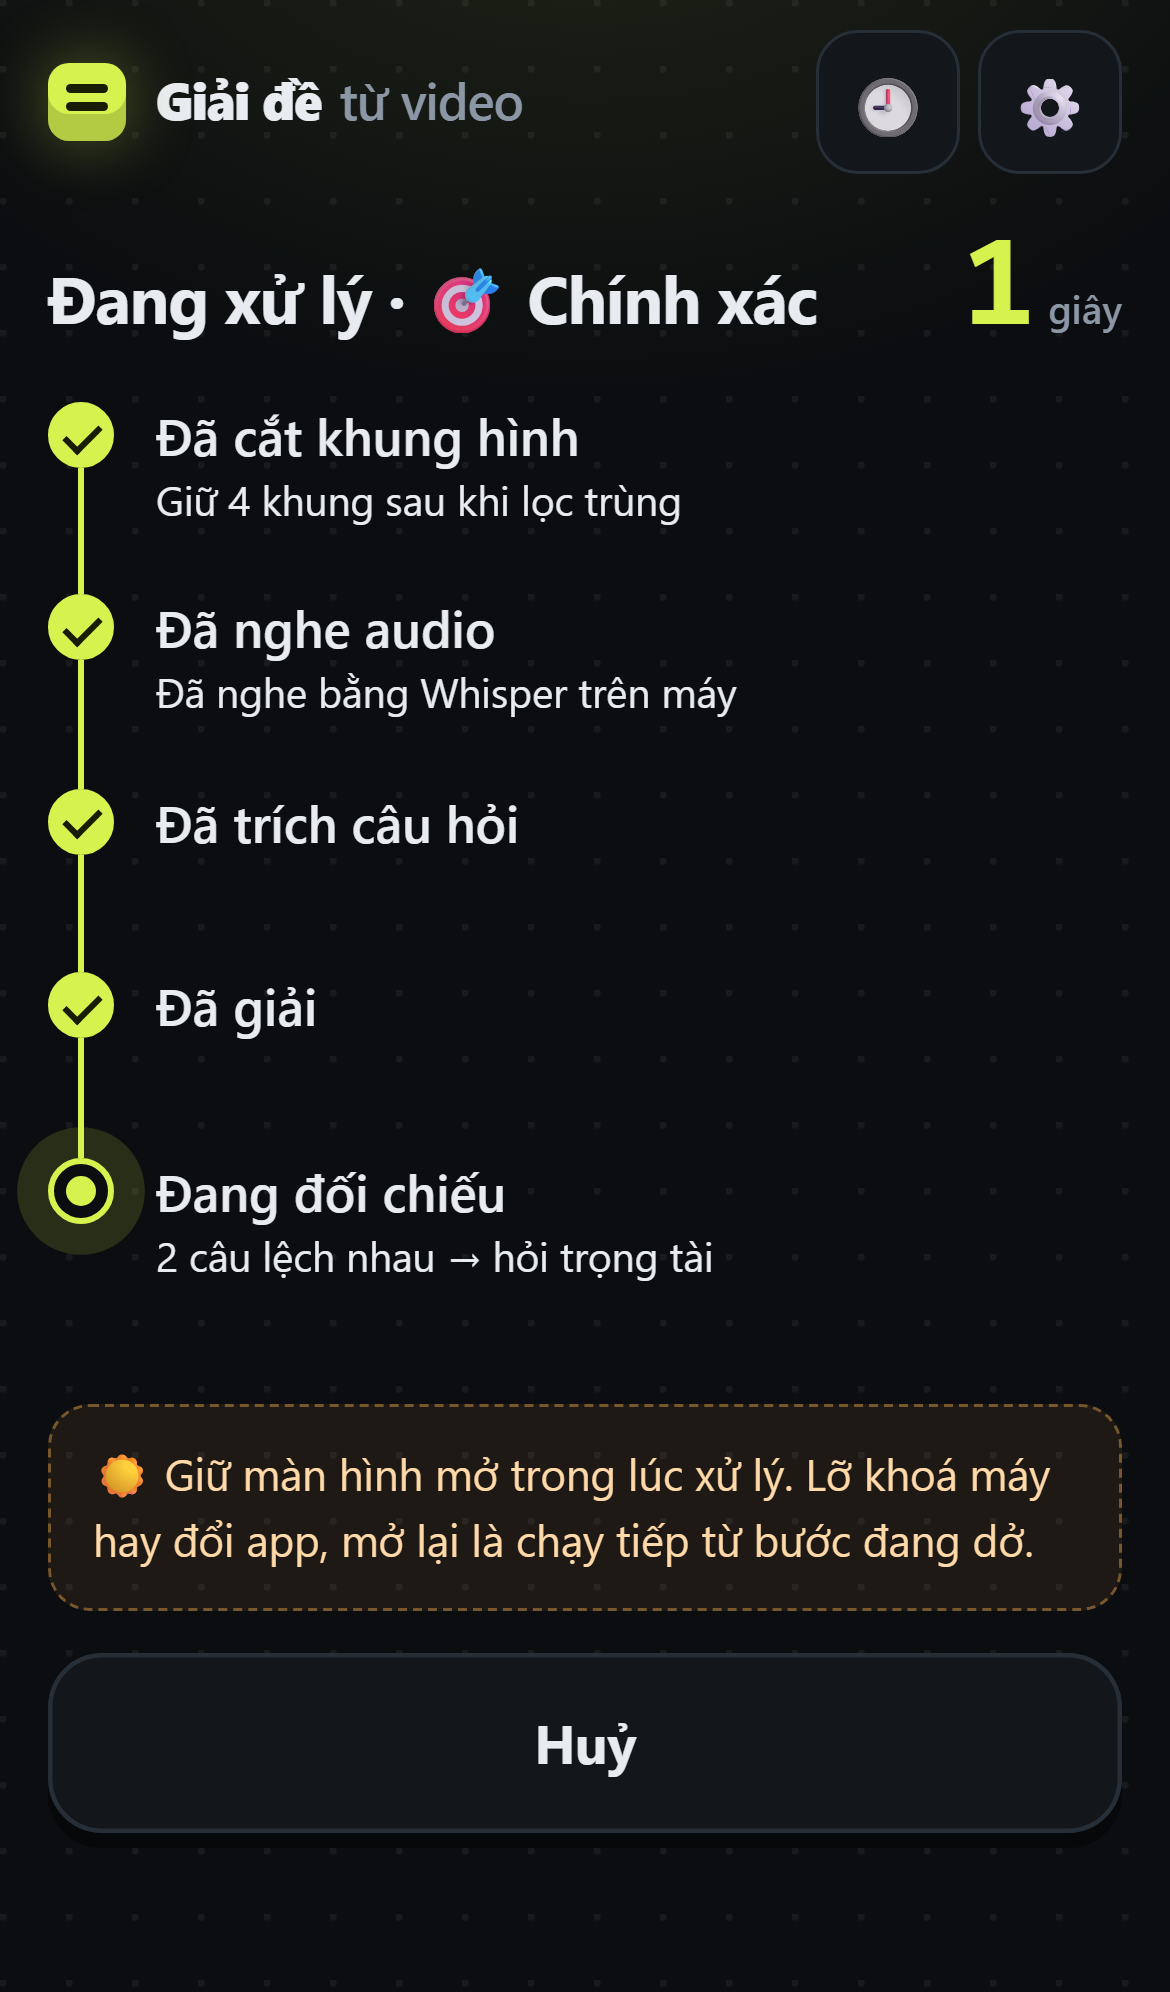 Giải đề từ video
Đang xử lý · 🎯 Chính xác
1 giây
Đã cắt khung hình
Giữ 4 khung sau khi lọc trùng
Đã nghe audio
Đã nghe bằng Whisper trên máy
Đã trích câu hỏi
Đã giải
Đang đối chiếu
2 câu lệch nhau → hỏi trọng tài
Giữ màn hình mở trong lúc xử lý. Lỡ khoá máy
hay đổi app, mở lại là chạy tiếp từ bước đang dở.
Huỷ